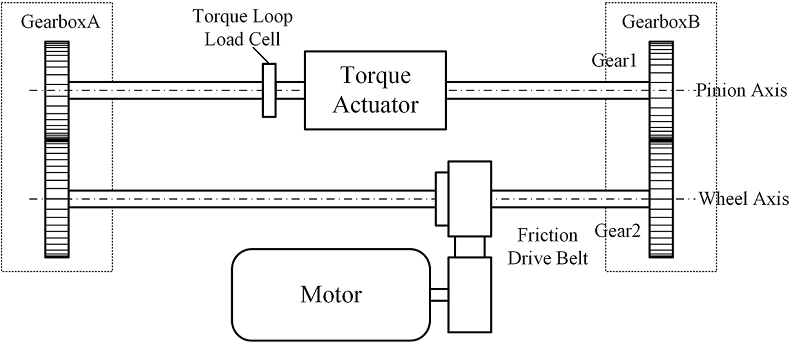 GearboxA
Torque Loop
Load Cell
GearboxB
Gear1
Torque
Actuator
Pinion Axis
Wheel Axis
Gear2
Friction
Drive Belt
Motor